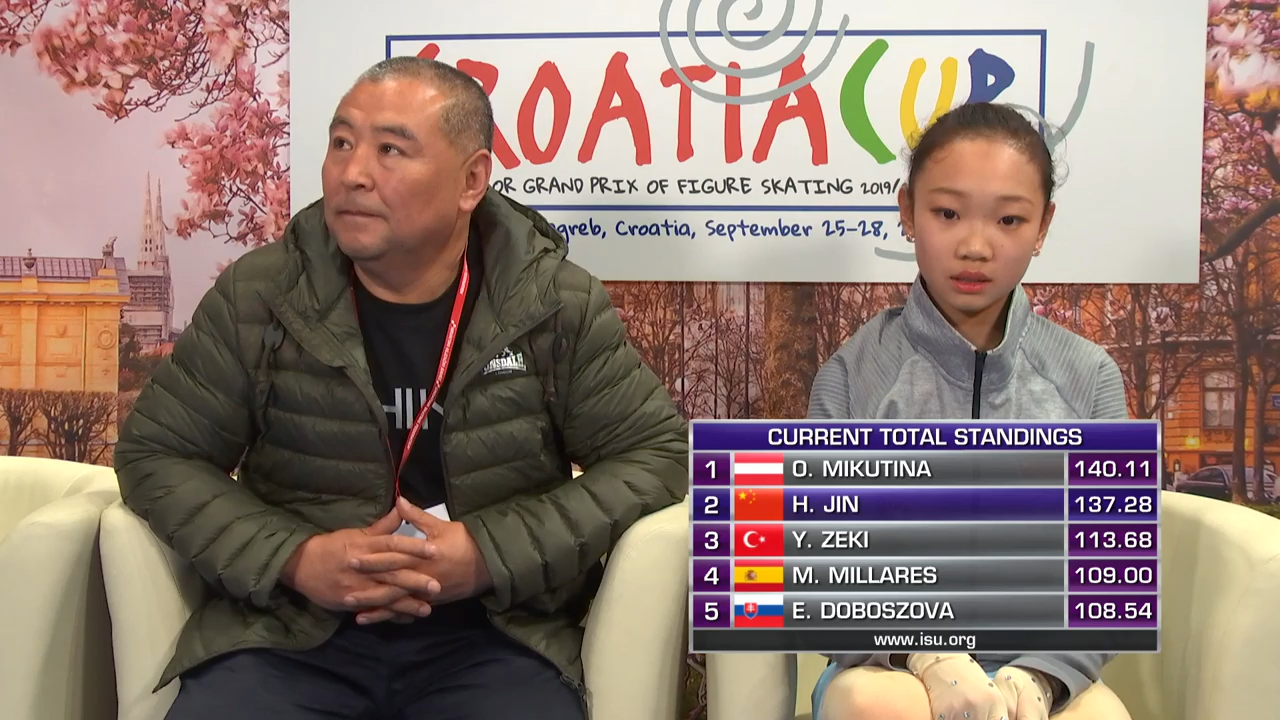 CROATIA CUP
OR GRAND PRIX OF FIGURE SKATING 2019/
greb, Croatia, September 25-28,
CURRENT TOTAL STANDINGS
1 O. MIKUTINA 140.11
2 H. JIN 137.28
3 Y. ZEKI 113.68
4 M. MILLARES 109.00
5 E. DOBOSZOVA 108.54
www.isu.org